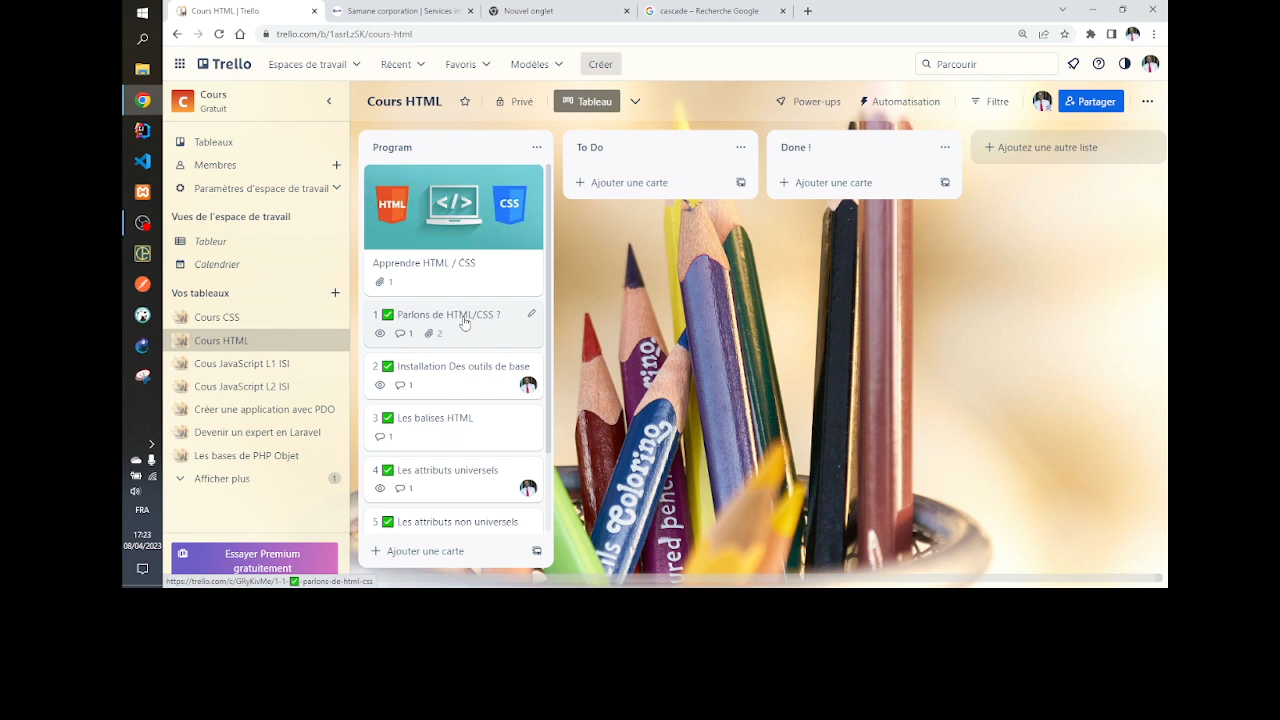 Cours HTML | Trello
Samane corporation | Services in
Nouvel onglet
cascade – Recherche Google
trello.com/b/1asrLzSK/cours-html
Trello
Espaces de travail
Récent
Favoris
Modèles
Créer
Parcourir
C
Cours
Gratuit
Cours HTML
Privé
Tableau
Power-ups
Automatisation
Filtre
Partager
Tableaux
Membres
Paramètres d'espace de travail
Vues de l'espace de travail
Tableur
Calendrier
Vos tableaux
Cours CSS
Cours HTML
Cous JavaScript L1 ISI
Cous JavaScript L2 ISI
Créer une application avec PDO
Devenir un expert en Laravel
Les bases de PHP Objet
Afficher plus
1
Essayer Premium
gratuitement
Program
HTML
</>
CSS
Apprendre HTML / CSS
1
1 ✅ Parlons de HTML/CSS ?
1
2
2 ✅ Installation Des outils de base
1
3 ✅ Les balises HTML
1
4 ✅ Les attributs universels
1
5 ✅ Les attributs non universels
Ajouter une carte
To Do
Ajouter une carte
Done !
Ajouter une carte
Ajoutez une autre liste
Coloring
FRA
17:23
08/04/2023
https://trello.com/c/GRyKivMe/1-1-✅-parlons-de-html-css